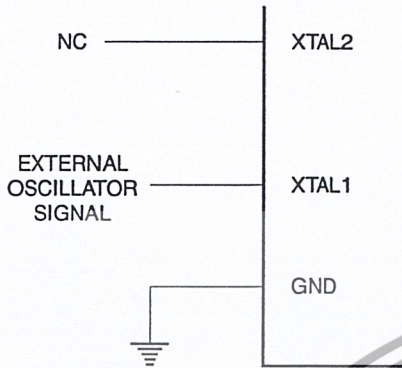 NC
XTAL2
EXTERNAL
OSCILLATOR
SIGNAL
XTAL1
GND